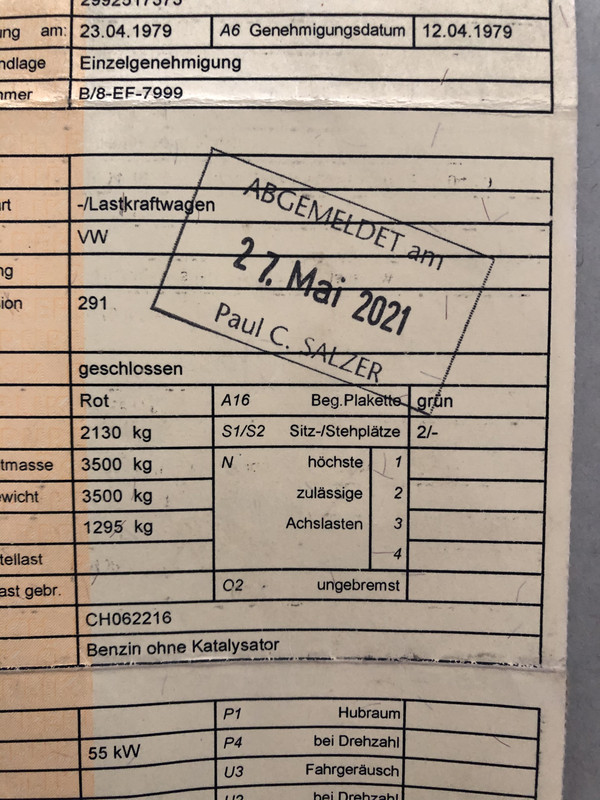 2992517375
ung am: 23.04.1979 A6 Genehmigungsdatum 12.04.1979
ndlage Einzelgenehmigung
mmer B/8-EF-7999
rt -/Lastkraftwagen
VW
ng
ion 291
ABGEMELDET am
27. Mai 2021
Paul C. SALZER
geschlossen
Rot A16 Beg.Plakette grün
2130 kg S1/S2 Sitz-/Stehplätze 2/-
tmasse 3500 kg N höchste 1
ewicht 3500 kg zulässige 2
1295 kg Achslasten 3
tellast 4
ast gebr. O2 ungebremst
CH062216
Benzin ohne Katalysator
P1 Hubraum
55 kW P4 bei Drehzahl
U3 Fahrgeräusch
U2 bei Drehzahl